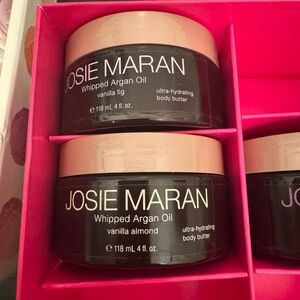 JOSIE MARAN
Whipped Argan Oil
vanilla fig
ultra-hydrating
body butter
℮ 118 mL 4 fl. oz.
JOSIE MARAN
Whipped Argan Oil
vanilla almond
ultra-hydrating
body butter
℮ 118 mL 4 fl. oz.
J